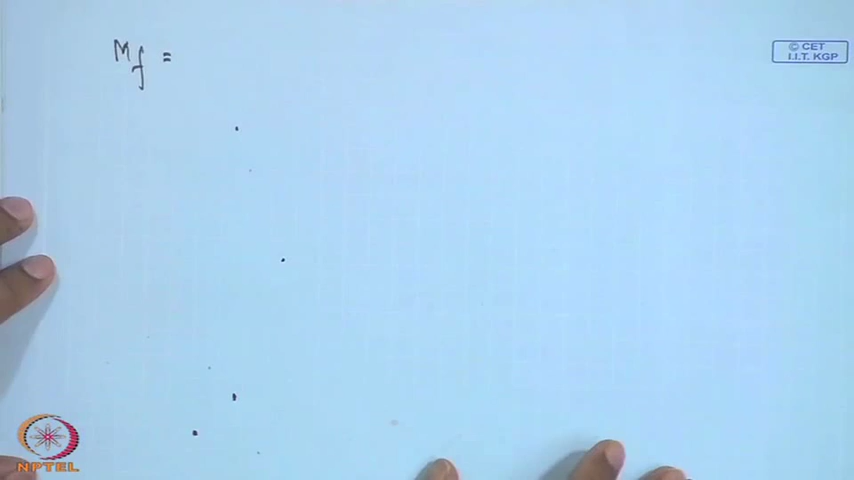 M_f =
© CET
I.I.T. KGP
NPTEL